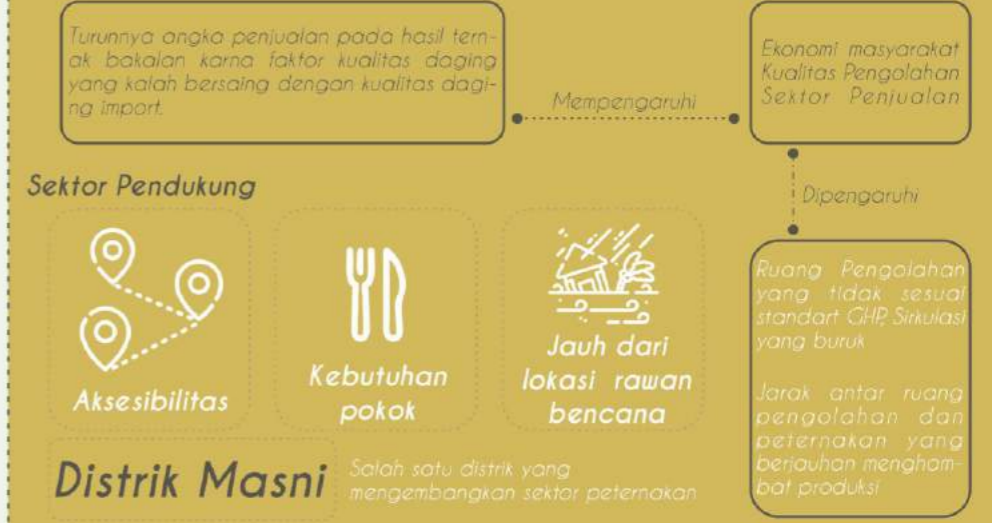 Turunnya angka penjualan pada hasil tern-
ak bakalan karna faktor kualitas daging
yang kalah bersaing dengan kualitas dagi-
ng import.
Mempengaruhi
Ekonomi masyarakat
Kualitas Pengolahan
Sektor Penjualan
Dipengaruhi
Sektor Pendukung
Aksesibilitas
Kebutuhan
pokok
Jauh dari
lokasi rawan
bencana
Ruang Pengolahan
yang tidak sesuai
standart GHP, Sirkulasi
yang buruk
Jarak antar ruang
pengolahan dan
peternakan yang
berjauhan mengham-
bat produksi
Distrik Masni
Salah satu distrik yang
mengembangkan sektor peternakan